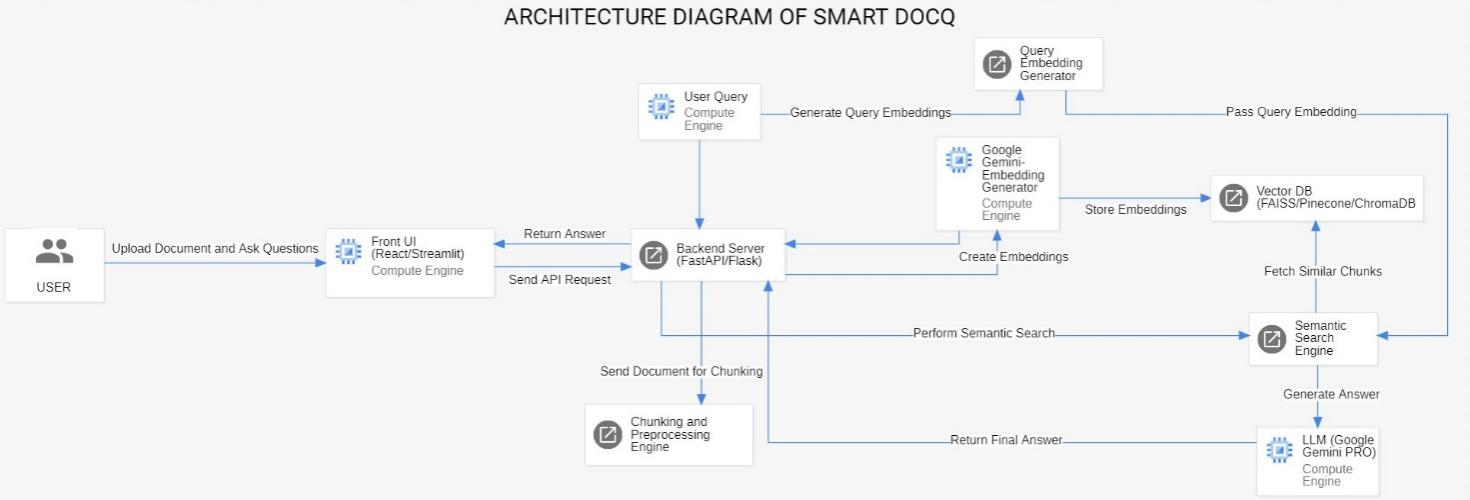 ARCHITECTURE DIAGRAM OF SMART DOCQ
Query
Embedding
Generator
User Query
Compute
Engine
Generate Query Embeddings
Pass Query Embedding
Google
Gemini-
Embedding
Generator
Compute
Engine
Vector DB
(FAISS/Pinecone/ChromaDB
Store Embeddings
USER
Upload Document and Ask Questions
Front UI
(React/Streamlit)
Compute Engine
Return Answer
Send API Request
Backend Server
(FastAPI/Flask)
Create Embeddings
Fetch Similar Chunks
Perform Semantic Search
Semantic
Search
Engine
Send Document for Chunking
Generate Answer
Chunking and
Preprocessing
Engine
Return Final Answer
LLM (Google
Gemini PRO)
Compute
Engine